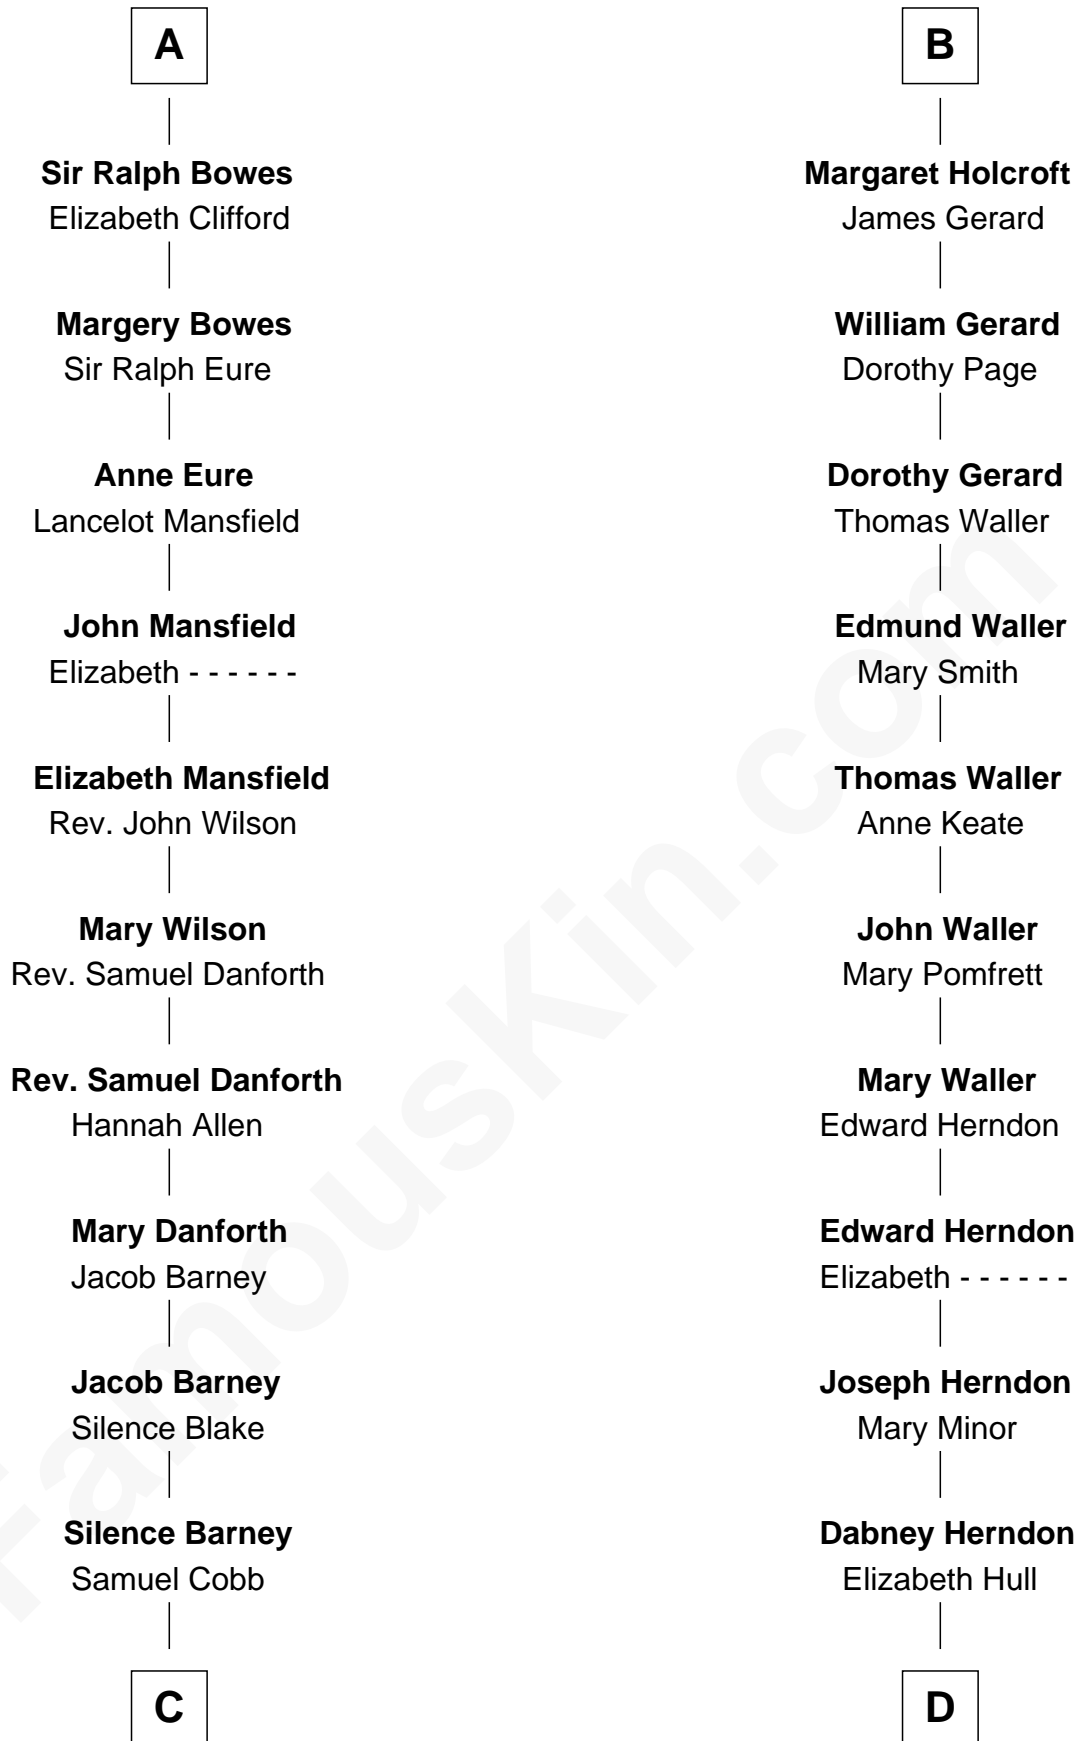 A
Sir Ralph Bowes
Elizabeth Clifford
Margery Bowes
Sir Ralph Eure
Anne Eure
Lancelot Mansfield
John Mansfield
Elizabeth - - - - - -
Elizabeth Mansfield
Rev. John Wilson
Mary Wilson
Rev. Samuel Danforth
Rev. Samuel Danforth
Hannah Allen
Mary Danforth
Jacob Barney
Jacob Barney
Silence Blake
Silence Barney
Samuel Cobb
C
B
Margaret Holcroft
James Gerard
William Gerard
Dorothy Page
Dorothy Gerard
Thomas Waller
Edmund Waller
Mary Smith
Thomas Waller
Anne Keate
John Waller
Mary Pomfrett
Mary Waller
Edward Herndon
Edward Herndon
Elizabeth - - - - - -
Joseph Herndon
Mary Minor
Dabney Herndon
Elizabeth Hull
D
FamousKin.com